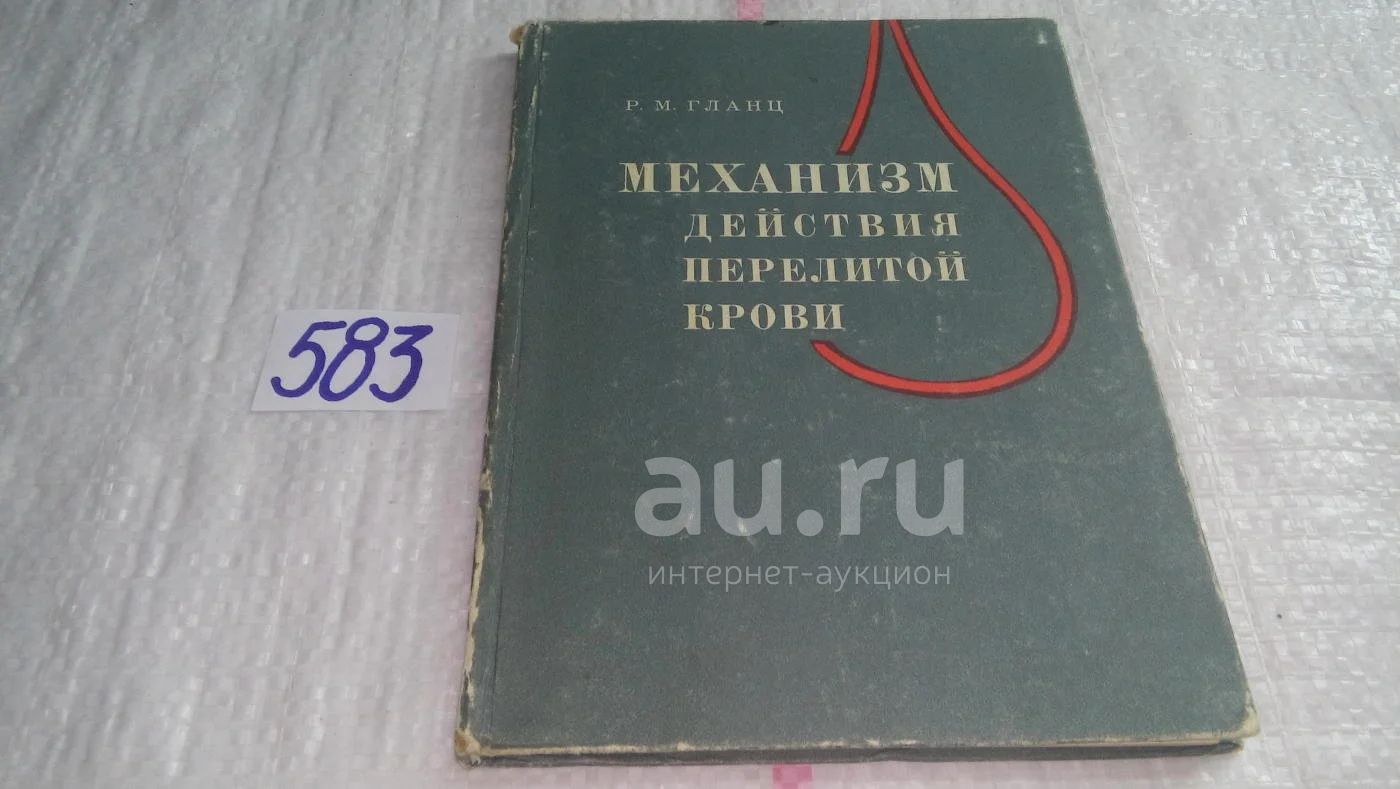 Р. М. ГЛАНЦ
МЕХАНИЗМ
ДЕЙСТВИЯ
ПЕРЕЛИТОЙ
КРОВИ
583
au.ru
интернет-аукцион